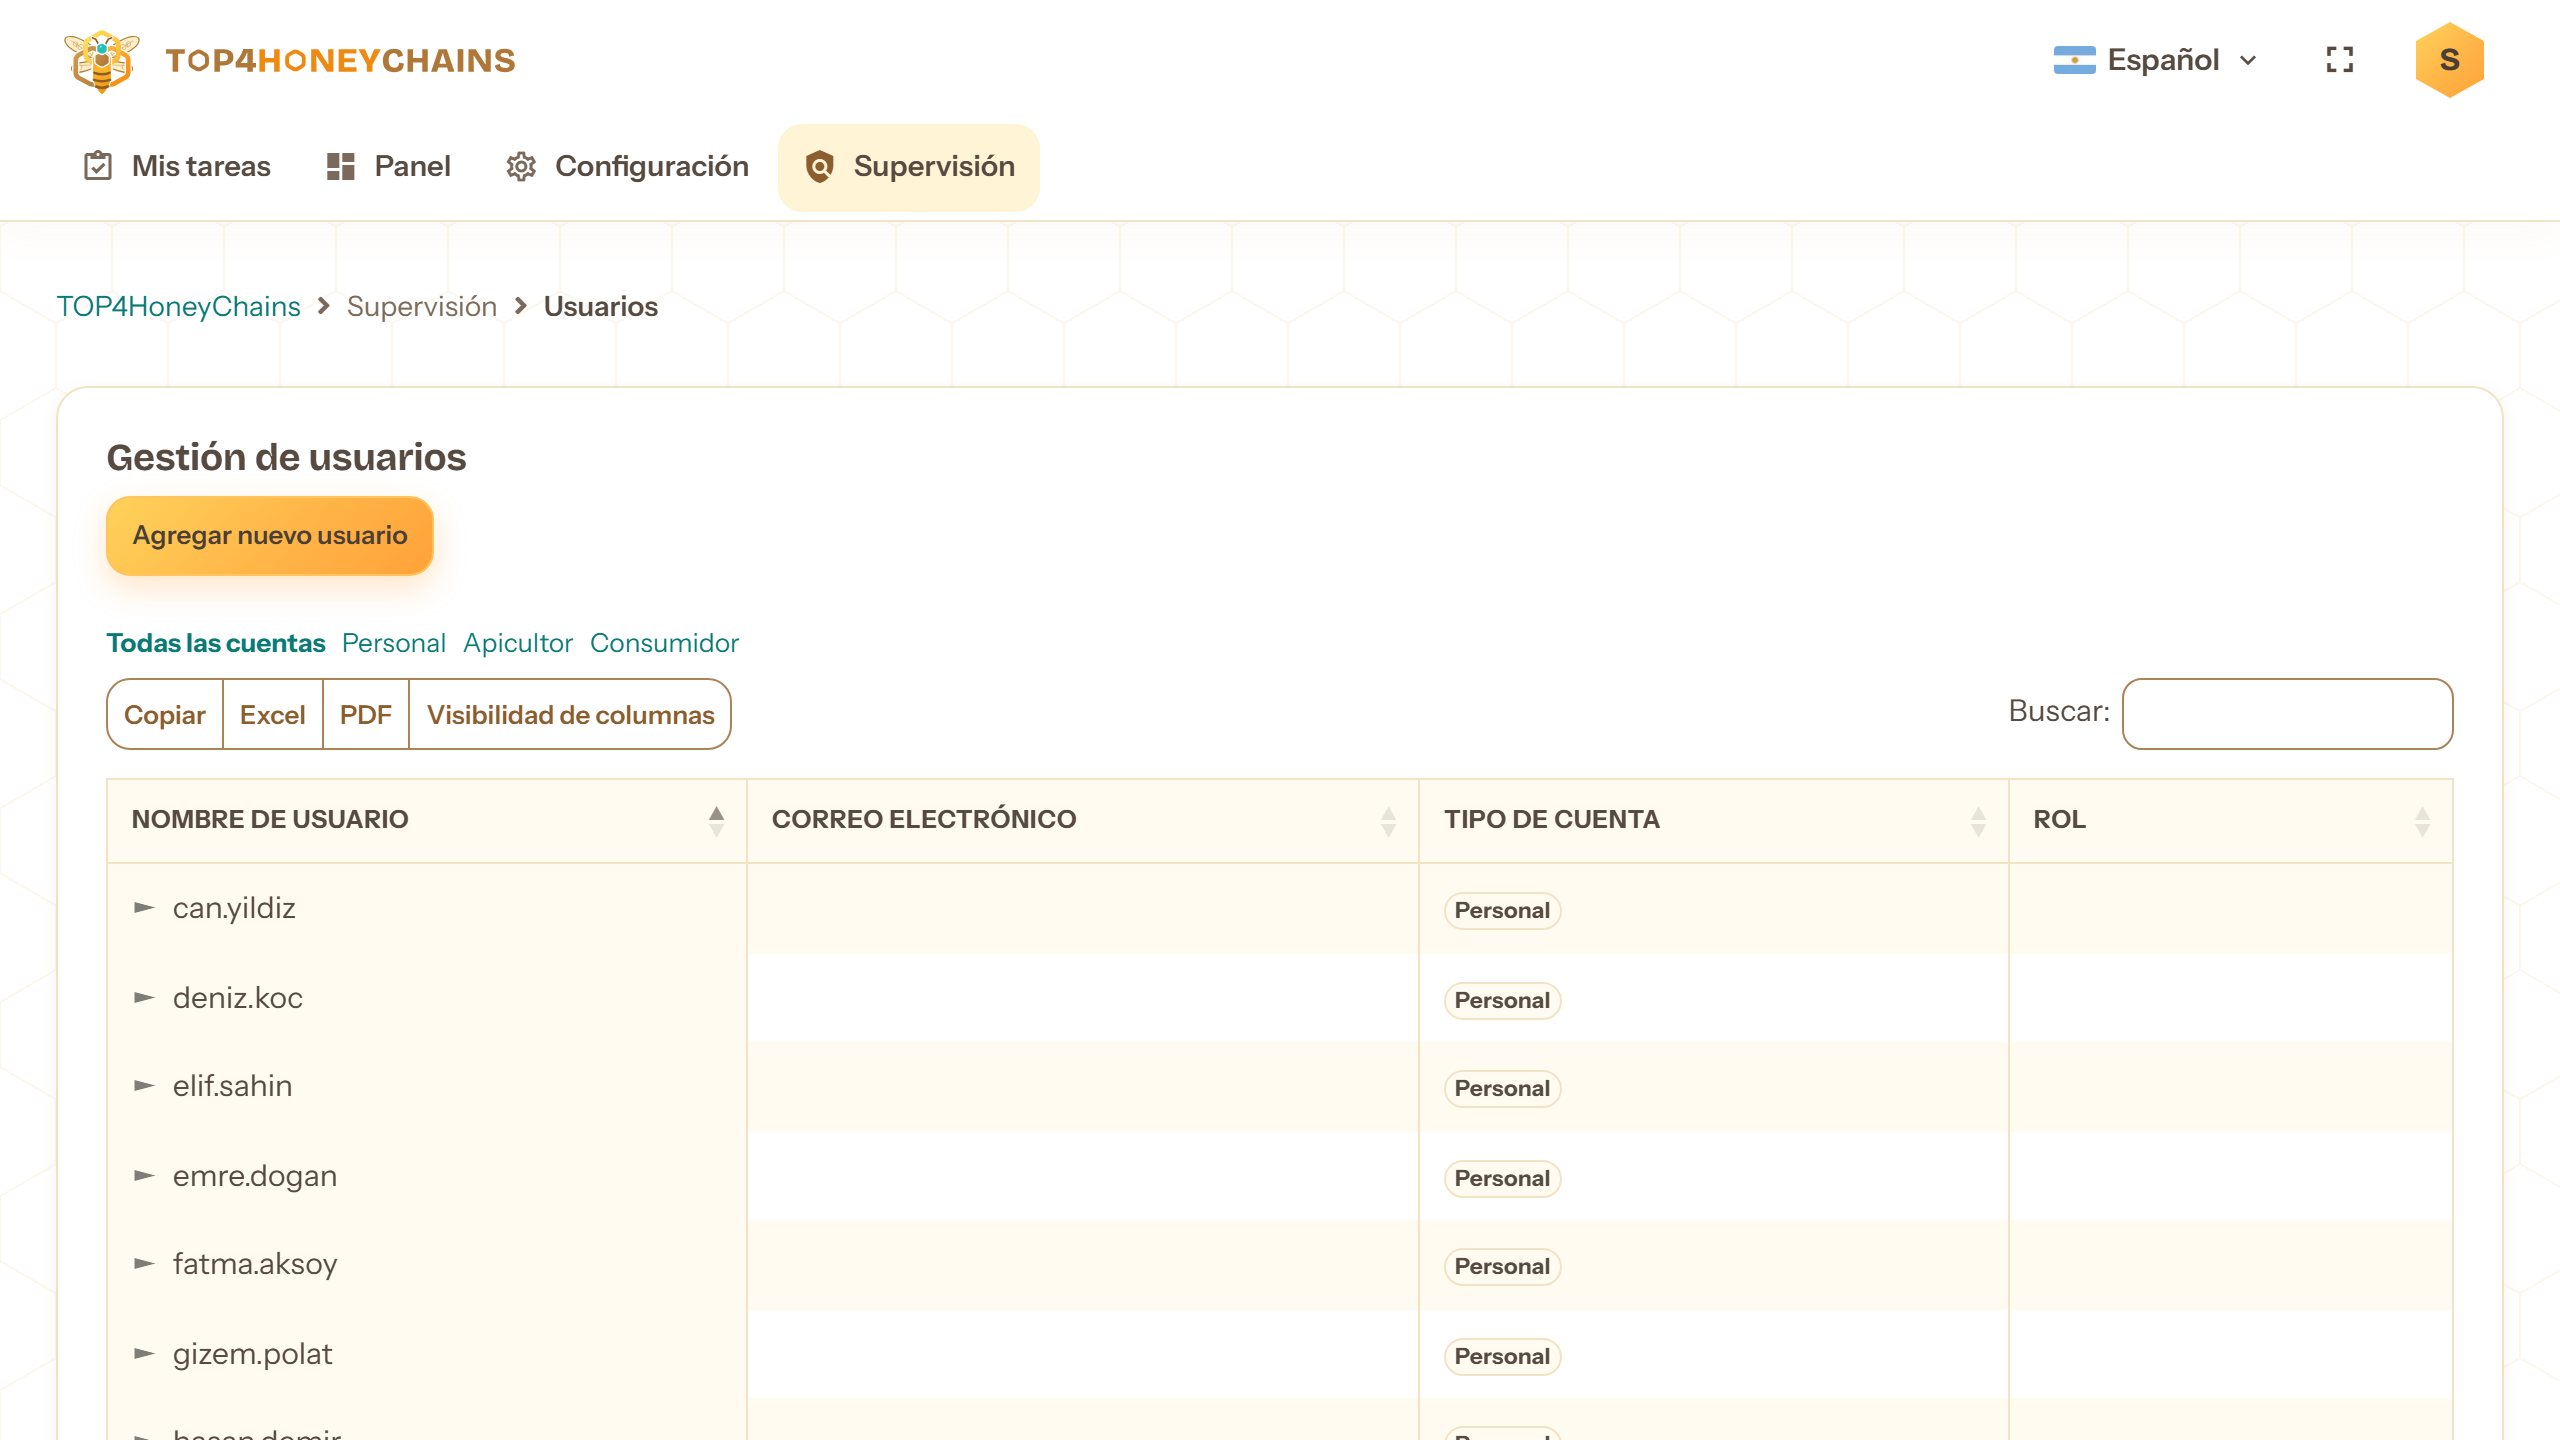 TOP4HONEYCHAINS
Español
S
Mis tareas
Panel
Configuración
Supervisión
TOP4HoneyChains
Supervisión
Usuarios
Gestión de usuarios
Agregar nuevo usuario
Todas las cuentas Personal Apicultor Consumidor
Copiar Excel PDF Visibilidad de columnas
Buscar:
NOMBRE DE USUARIO CORREO ELECTRÓNICO TIPO DE CUENTA ROL
can.yildiz Personal
deniz.koc Personal
elif.sahin Personal
emre.dogan Personal
fatma.aksoy Personal
gizem.polat Personal